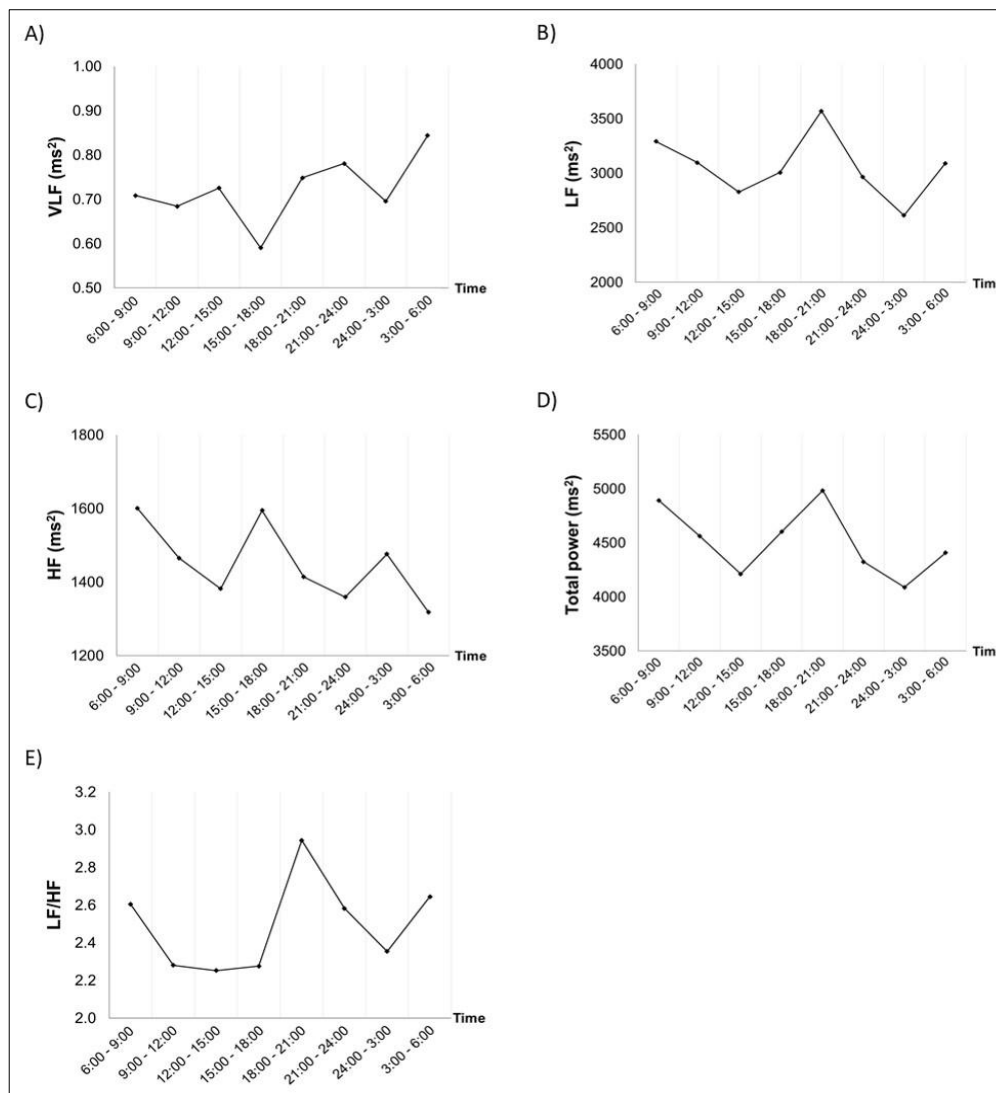 A)
1.00
0.90
0.80
0.70
0.60
0.50
VLF (ms²)
Time
6:00 - 9:00
9:00 - 12:00
12:00 - 15:00
15:00 - 18:00
18:00 - 21:00
21:00 - 24:00
24:00 - 3:00
3:00 - 6:00
B)
4000
3500
3000
2500
2000
LF (ms²)
Tim
6:00 - 9:00
9:00 - 12:00
12:00 - 15:00
15:00 - 18:00
18:00 - 21:00
21:00 - 24:00
24:00 - 3:00
3:00 - 6:00
C)
1800
1600
1400
1200
HF (ms²)
Time
6:00 - 9:00
9:00 - 12:00
12:00 - 15:00
15:00 - 18:00
18:00 - 21:00
21:00 - 24:00
24:00 - 3:00
3:00 - 6:00
D)
5500
5000
4500
4000
3500
Total power (ms²)
Tim
6:00 - 9:00
9:00 - 12:00
12:00 - 15:00
15:00 - 18:00
18:00 - 21:00
21:00 - 24:00
24:00 - 3:00
3:00 - 6:00
E)
3.2
3.0
2.8
2.6
2.4
2.2
2.0
LF/HF
Time
6:00 - 9:00
9:00 - 12:00
12:00 - 15:00
15:00 - 18:00
18:00 - 21:00
21:00 - 24:00
24:00 - 3:00
3:00 - 6:00